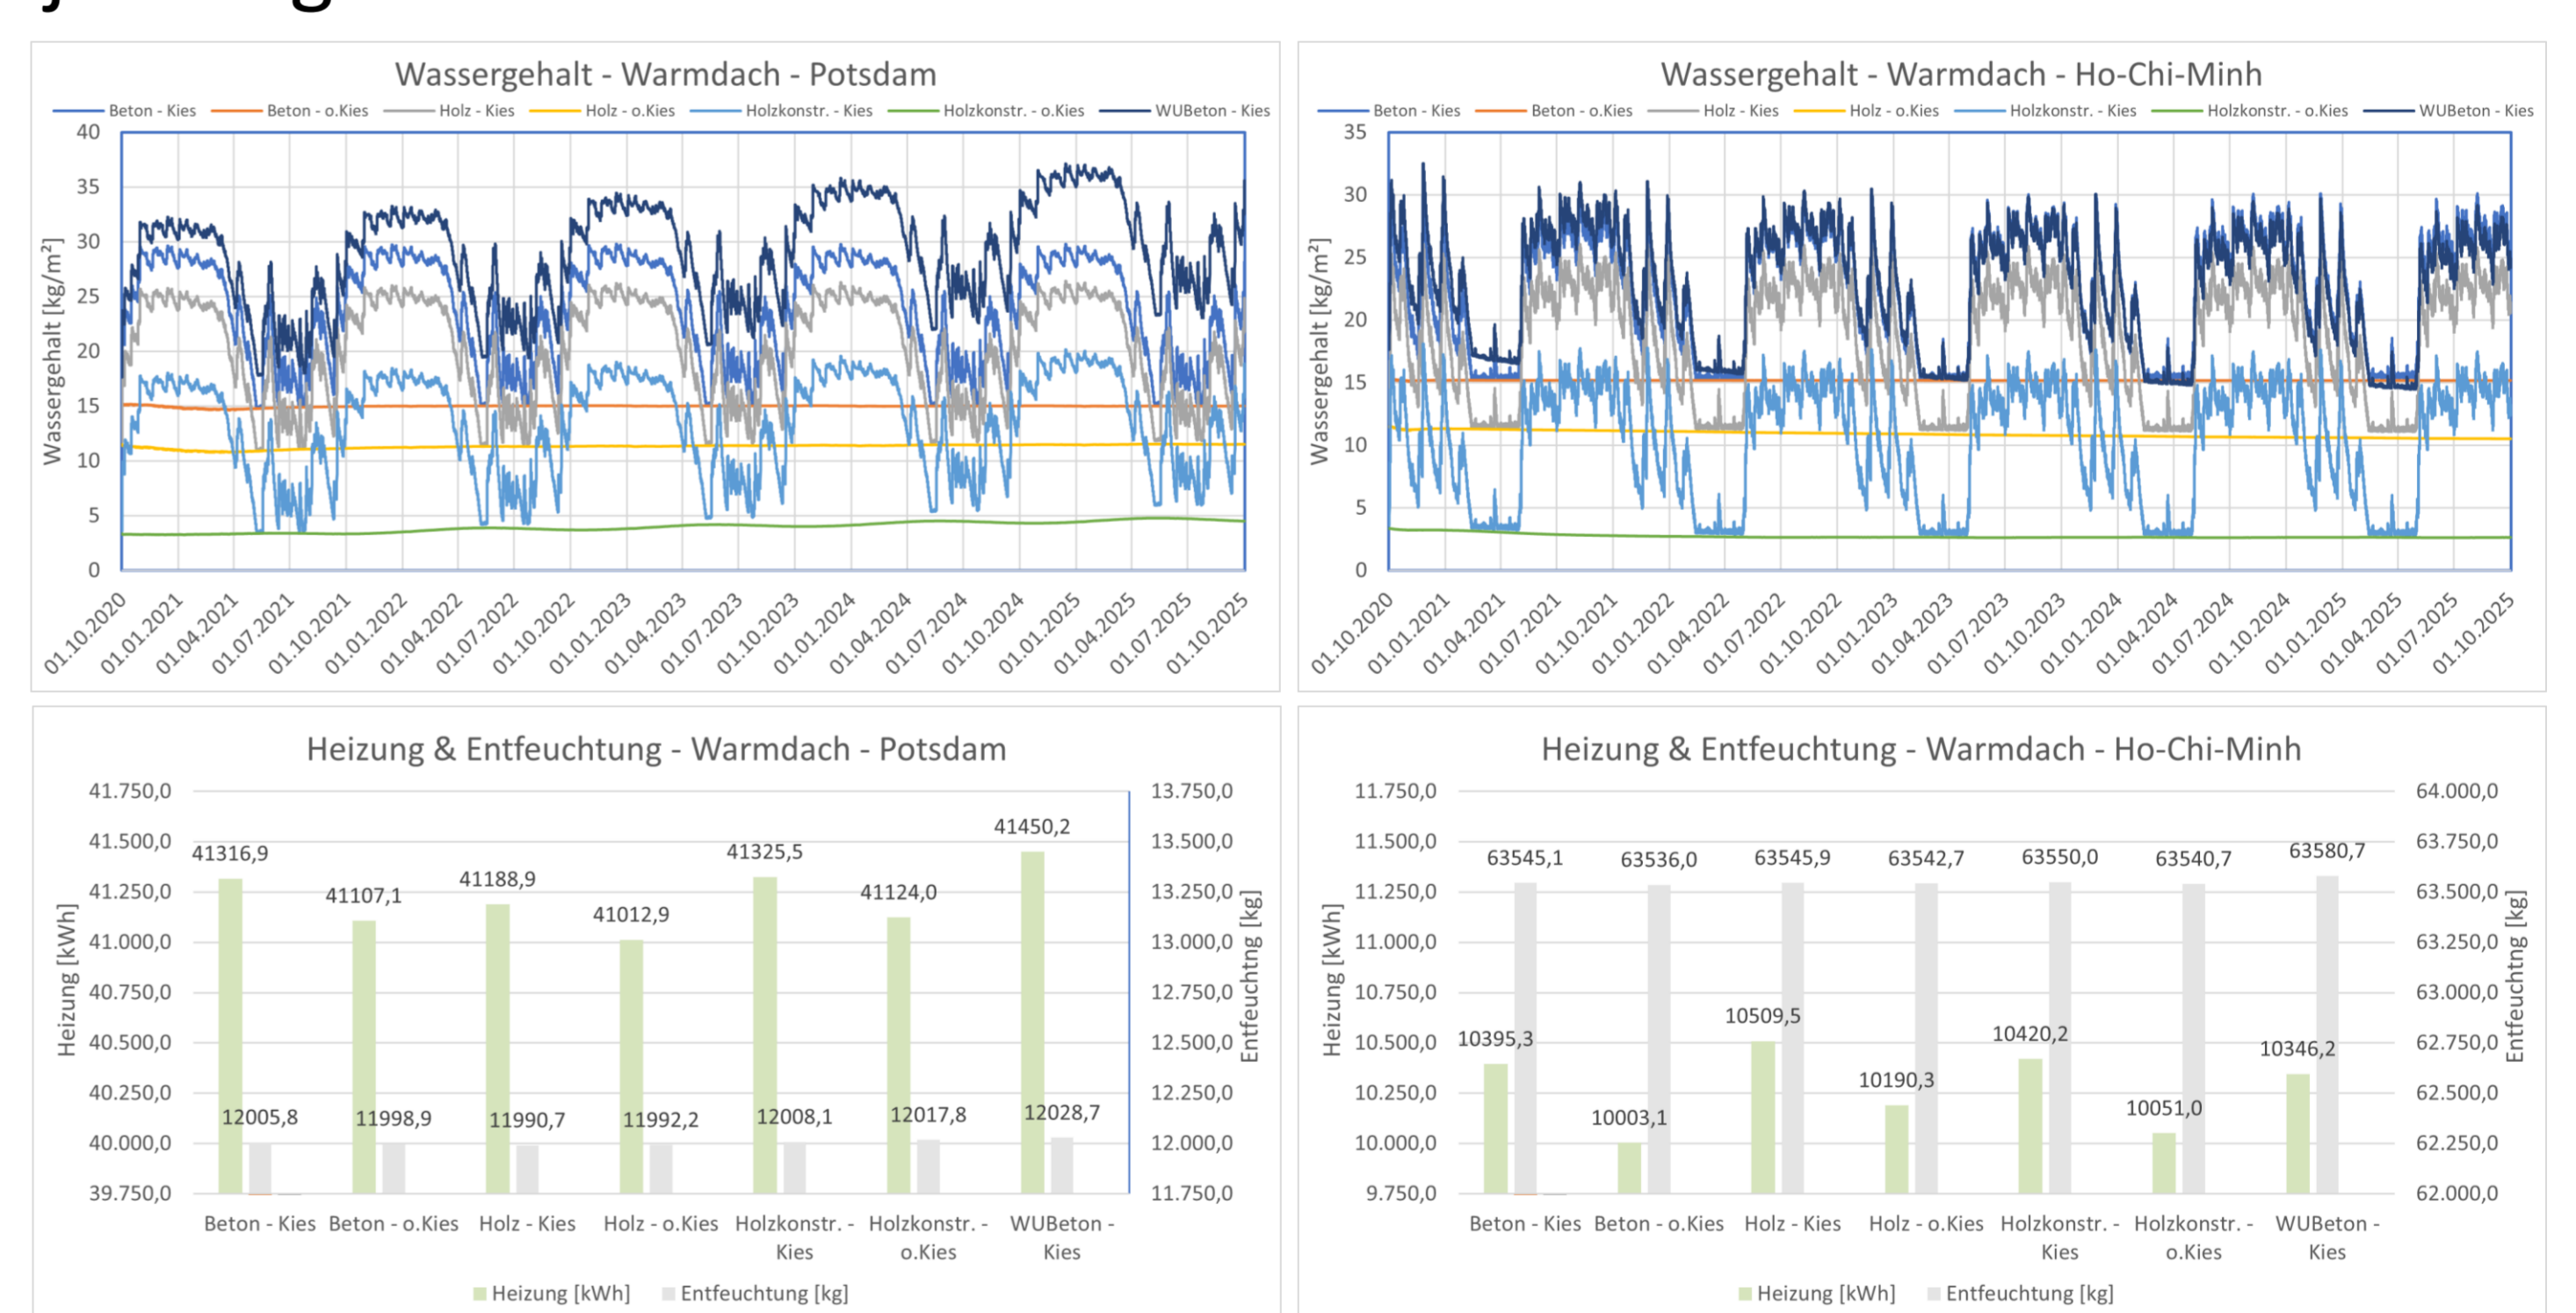 Wassergehalt - Warmdach - Potsdam
Beton - Kies Beton - o.Kies Holz - Kies Holz - o.Kies Holzkonstr. - Kies Holzkonstr. - o.Kies WUBeton - Kies
Wassergehalt [kg/m²]
40
35
30
25
20
15
10
5
0
01.10.2020 01.01.2021 01.04.2021 01.07.2021 01.10.2021 01.01.2022 01.04.2022 01.07.2022 01.10.2022 01.01.2023 01.04.2023 01.07.2023 01.10.2023 01.01.2024 01.04.2024 01.07.2024 01.10.2024 01.01.2025 01.04.2025 01.07.2025 01.10.2025
Wassergehalt - Warmdach - Ho-Chi-Minh
Beton - Kies Beton - o.Kies Holz - Kies Holz - o.Kies Holzkonstr. - Kies Holzkonstr. - o.Kies WUBeton - Kies
Wassergehalt [kg/m²]
35
30
25
20
15
10
5
0
01.10.2020 01.01.2021 01.04.2021 01.07.2021 01.10.2021 01.01.2022 01.04.2022 01.07.2022 01.10.2022 01.01.2023 01.04.2023 01.07.2023 01.10.2023 01.01.2024 01.04.2024 01.07.2024 01.10.2024 01.01.2025 01.04.2025 01.07.2025 01.10.2025
Heizung & Entfeuchtung - Warmdach - Potsdam
Heizung [kWh]
41.750,0
41.500,0
41.250,0
41.000,0
40.750,0
40.500,0
40.250,0
40.000,0
39.750,0
41316,9 41107,1 41188,9 41012,9 41325,5 41124,0 41450,2
12005,8 11998,9 11990,7 11992,2 12008,1 12017,8 12028,7
13.750,0
13.500,0
13.250,0
13.000,0
12.750,0
12.500,0
12.250,0
12.000,0
11.750,0
Entfeuchtng [kg]
Beton - Kies Beton - o.Kies Holz - Kies Holz - o.Kies Holzkonstr. - Kies Holzkonstr. - o.Kies WUBeton - Kies
Heizung [kWh] Entfeuchtung [kg]
Heizung & Entfeuchtung - Warmdach - Ho-Chi-Minh
Heizung [kWh]
11.750,0
11.500,0
11.250,0
11.000,0
10.750,0
10.500,0
10.250,0
10.000,0
9.750,0
63545,1 63536,0 63545,9 63542,7 63550,0 63540,7 63580,7
10395,3 10003,1 10509,5 10190,3 10420,2 10051,0 10346,2
64.000,0
63.750,0
63.500,0
63.250,0
63.000,0
62.750,0
62.500,0
62.250,0
62.000,0
Entfeuchtng [kg]
Beton - Kies Beton - o.Kies Holz - Kies Holz - o.Kies Holzkonstr. - Kies Holzkonstr. - o.Kies WUBeton - Kies
Heizung [kWh] Entfeuchtung [kg]